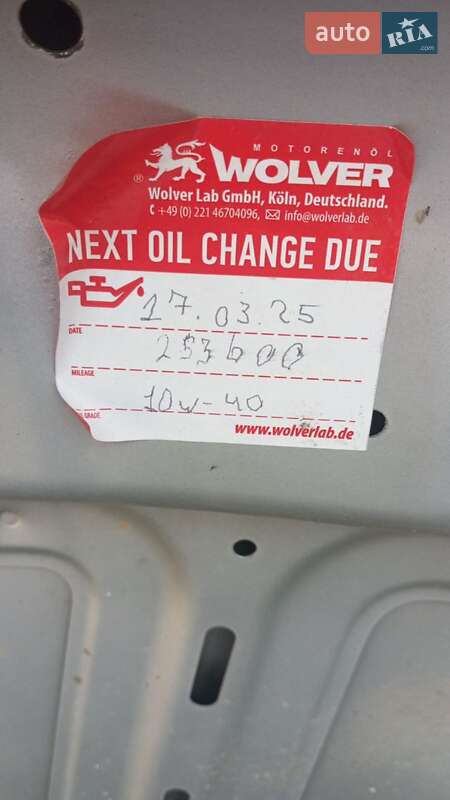 auto RIA.com
MOTORENÖL
® WOLVER
Wolver Lab GmbH, Köln, Deutschland.
+49 (0) 221 46704096, info@wolverlab.de
NEXT OIL CHANGE DUE
17.03.25
DATE
253600
MILEAGE
10w-40
GRADE
www.wolverlab.de